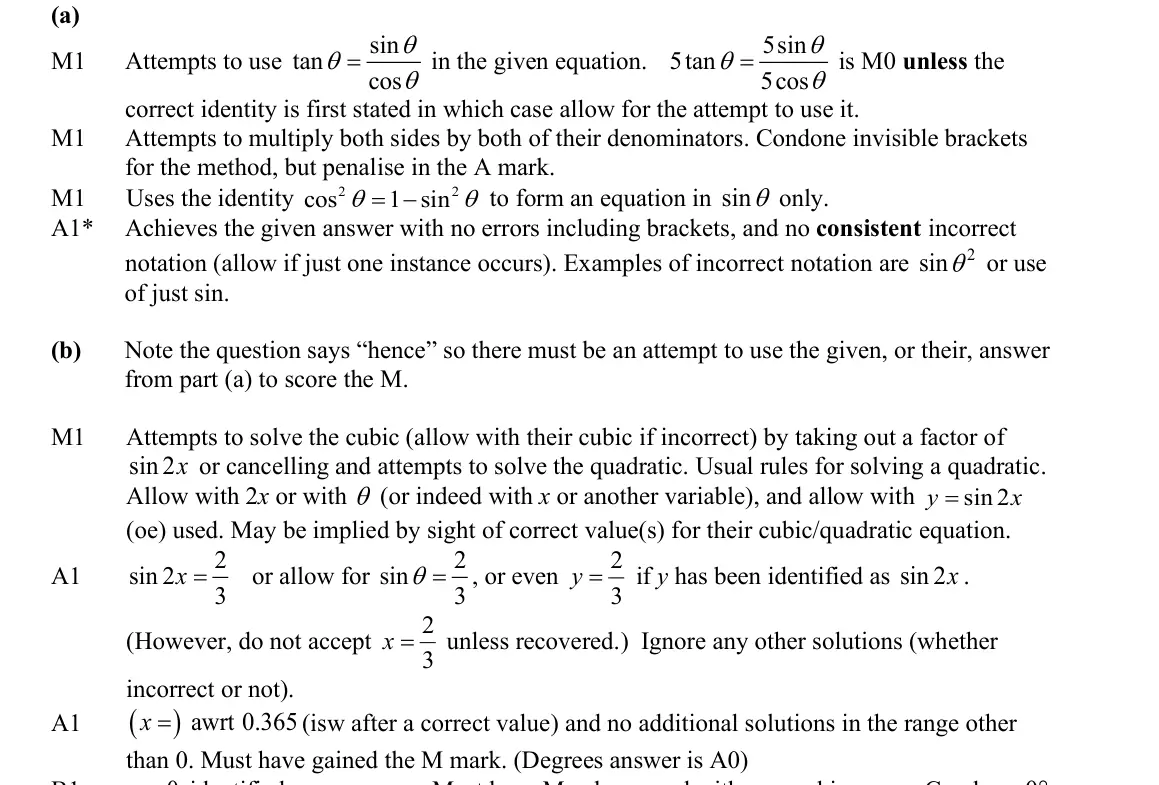 (a)
M1 Attempts to use tan θ = sin θ / cos θ in the given equation. 5 tan θ = 5 sin θ / 5 cos θ is M0 unless the
correct identity is first stated in which case allow for the attempt to use it.
M1 Attempts to multiply both sides by both of their denominators. Condone invisible brackets
for the method, but penalise in the A mark.
M1 Uses the identity cos² θ = 1 – sin² θ to form an equation in sin θ only.
A1* Achieves the given answer with no errors including brackets, and no consistent incorrect
notation (allow if just one instance occurs). Examples of incorrect notation are sin θ² or use
of just sin.
(b) Note the question says “hence” so there must be an attempt to use the given, or their, answer
from part (a) to score the M.
M1 Attempts to solve the cubic (allow with their cubic if incorrect) by taking out a factor of
sin 2x or cancelling and attempts to solve the quadratic. Usual rules for solving a quadratic.
Allow with 2x or with θ (or indeed with x or another variable), and allow with y = sin 2x
(oe) used. May be implied by sight of correct value(s) for their cubic/quadratic equation.
A1 sin 2x = 2/3 or allow for sin θ = 2/3, or even y = 2/3 if y has been identified as sin 2x.
(However, do not accept x = 2/3 unless recovered.) Ignore any other solutions (whether
incorrect or not).
A1 (x =) awrt 0.365 (isw after a correct value) and no additional solutions in the range other
than 0. Must have gained the M mark. (Degrees answer is A0)